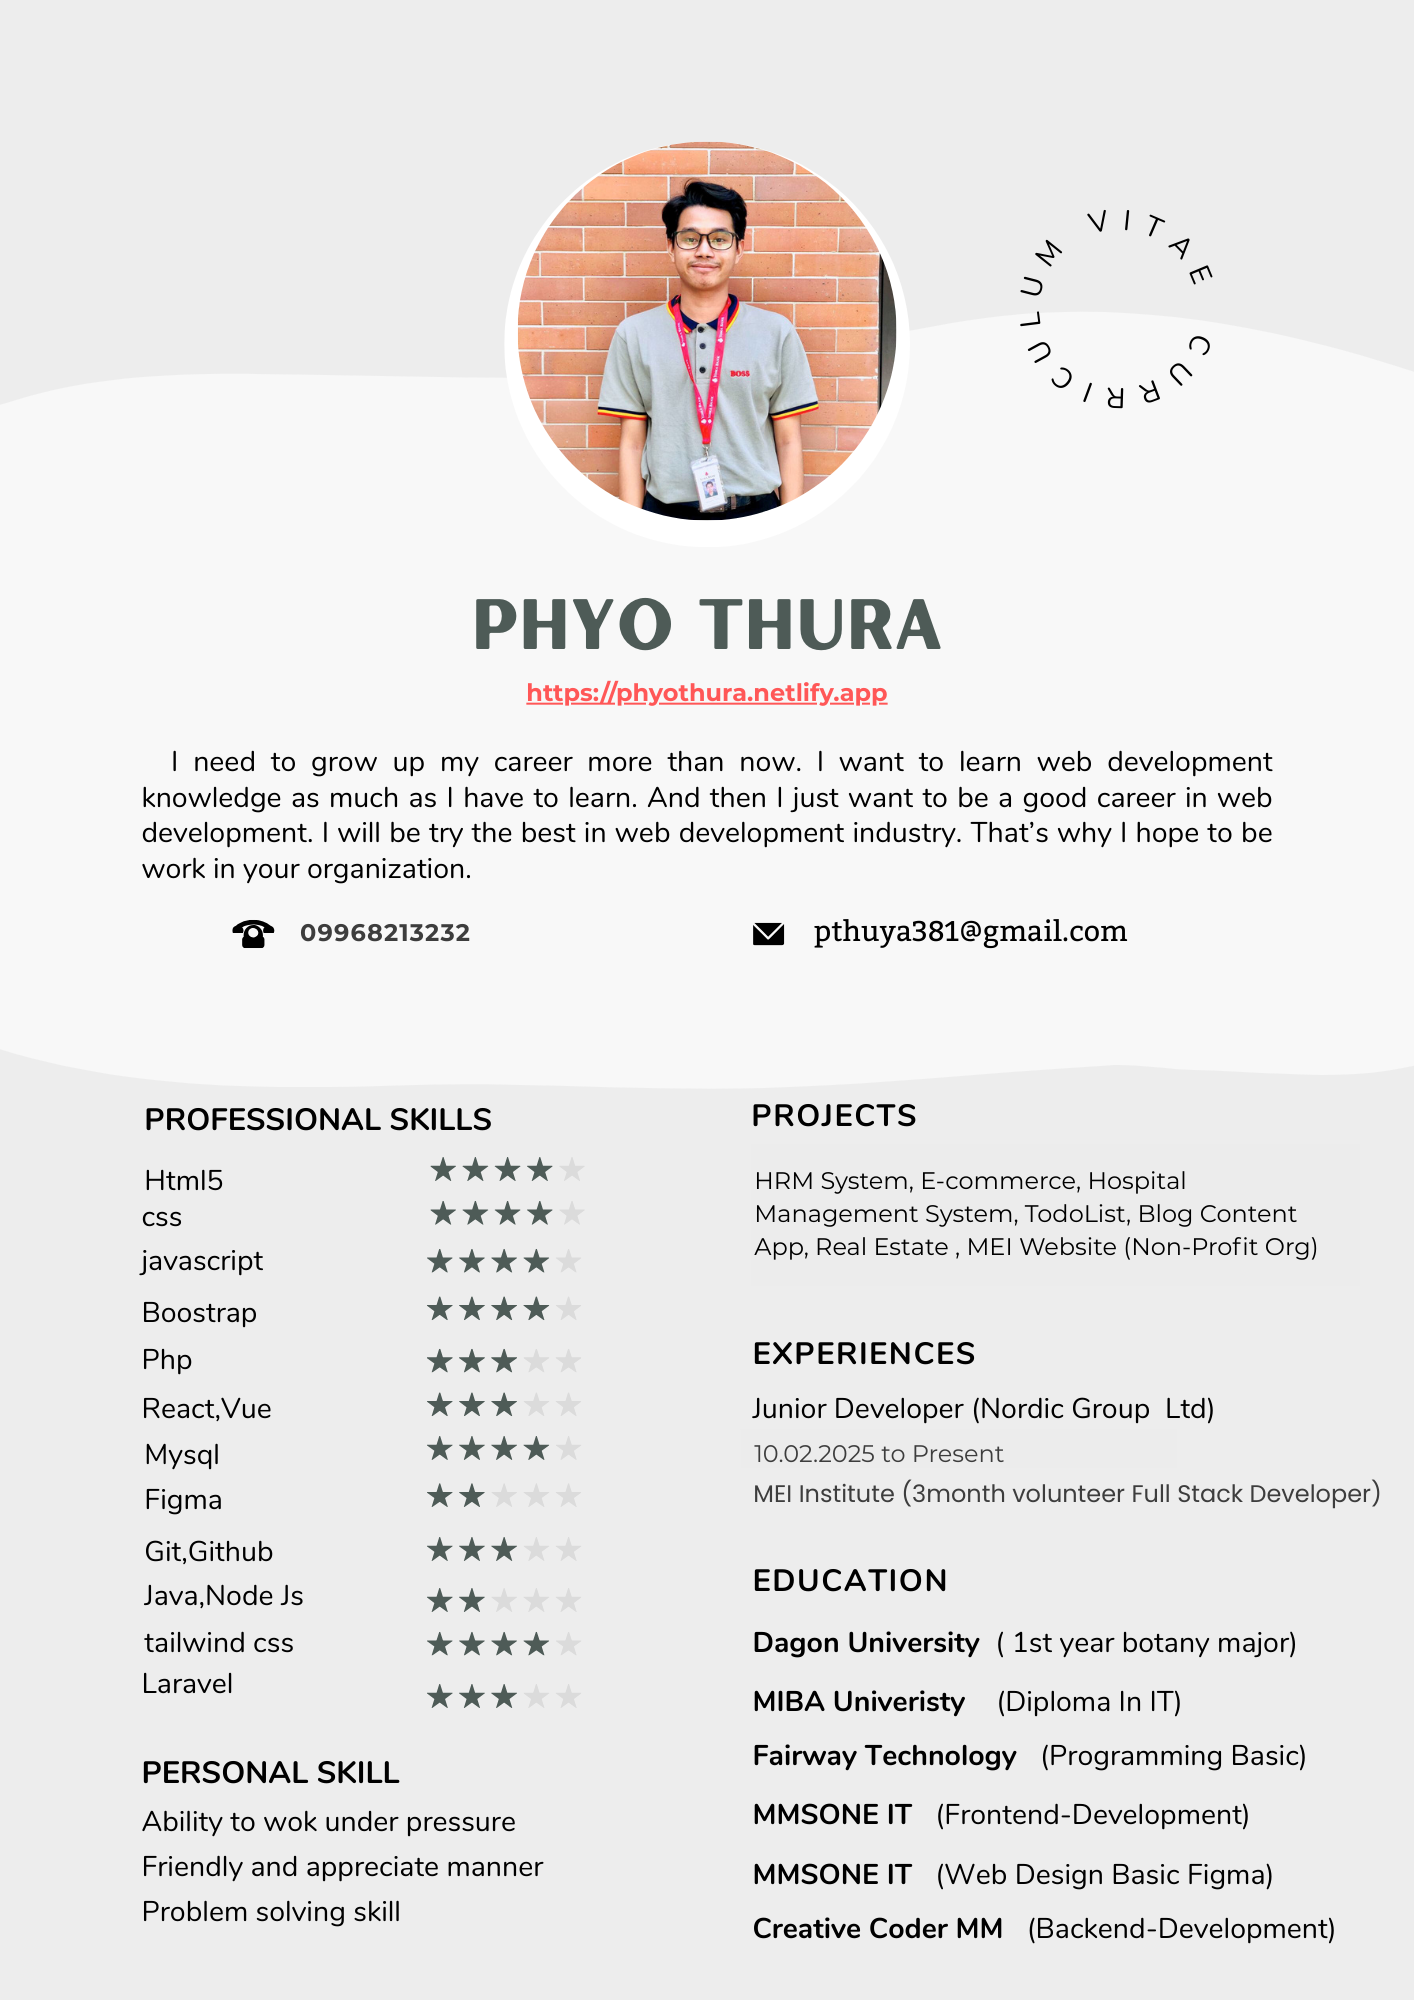 CURRICULUM VITAE
BOSS
PHYO THURA
https://phyothura.netlify.app
I need to grow up my career more than now. I want to learn web development
knowledge as much as I have to learn. And then I just want to be a good career in web
development. I will be try the best in web development industry. That’s why I hope to be
work in your organization.
09968213232
pthuya381@gmail.com
PROFESSIONAL SKILLS
Html5
css
javascript
Boostrap
Php
React,Vue
Mysql
Figma
Git,Github
Java,Node Js
tailwind css
Laravel
PERSONAL SKILL
Ability to wok under pressure
Friendly and appreciate manner
Problem solving skill
PROJECTS
HRM System, E-commerce, Hospital
Management System, TodoList, Blog Content
App, Real Estate , MEI Website (Non-Profit Org)
EXPERIENCES
Junior Developer (Nordic Group  Ltd)
10.02.2025 to Present
MEI Institute (3month volunteer Full Stack Developer)
EDUCATION
Dagon University  ( 1st year botany major)
MIBA Univeristy    (Diploma In IT)
Fairway Technology   (Programming Basic)
MMSONE IT   (Frontend-Development)
MMSONE IT   (Web Design Basic Figma)
Creative Coder MM   (Backend-Development)